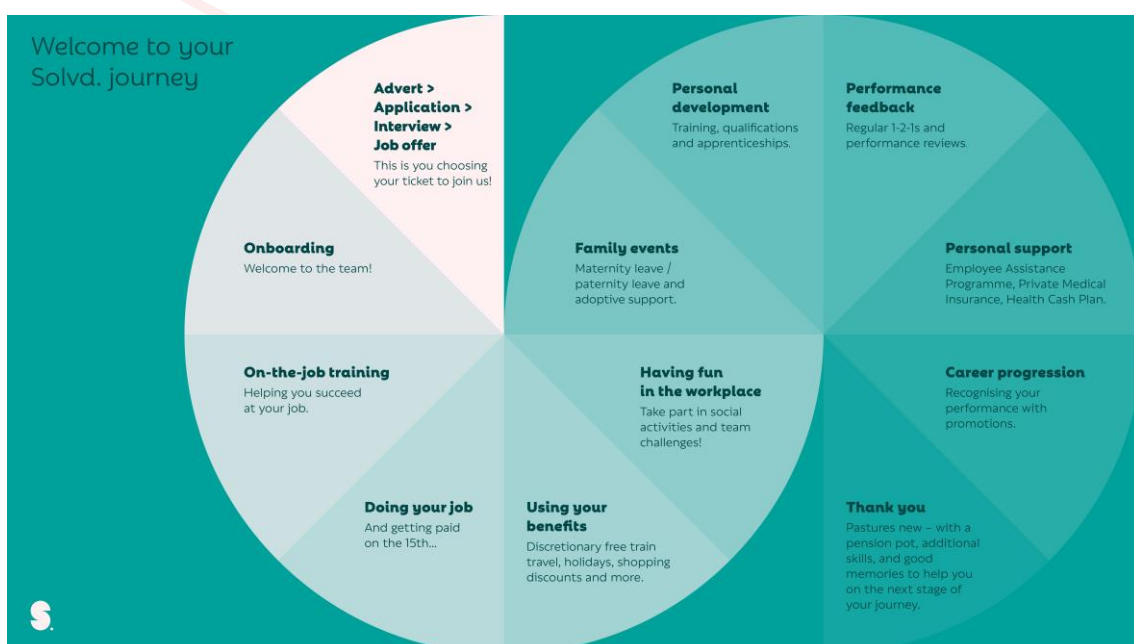 Welcome to your
Solvd. journey
Advert >
Application >
Interview >
Job offer
This is you choosing
your ticket to join us!
Onboarding
Welcome to the team!
On-the-job training
Helping you succeed
at your job.
Doing your job
And getting paid
on the 15th...
Using your
benefits
Discretionary free train
travel, holidays, shopping
discounts and more.
Having fun
in the workplace
Take part in social
activities and team
challenges!
Family events
Maternity leave /
paternity leave and
adoptive support.
Personal
development
Training, qualifications
and apprenticeships.
Performance
feedback
Regular 1-2-1s and
performance reviews.
Personal support
Employee Assistance
Programme, Private Medical
Insurance, Health Cash Plan.
Career progression
Recognising your
performance with
promotions.
Thank you
Pastures new – with a
pension pot, additional
skills, and good
memories to help you
on the next stage of
your journey.
S.